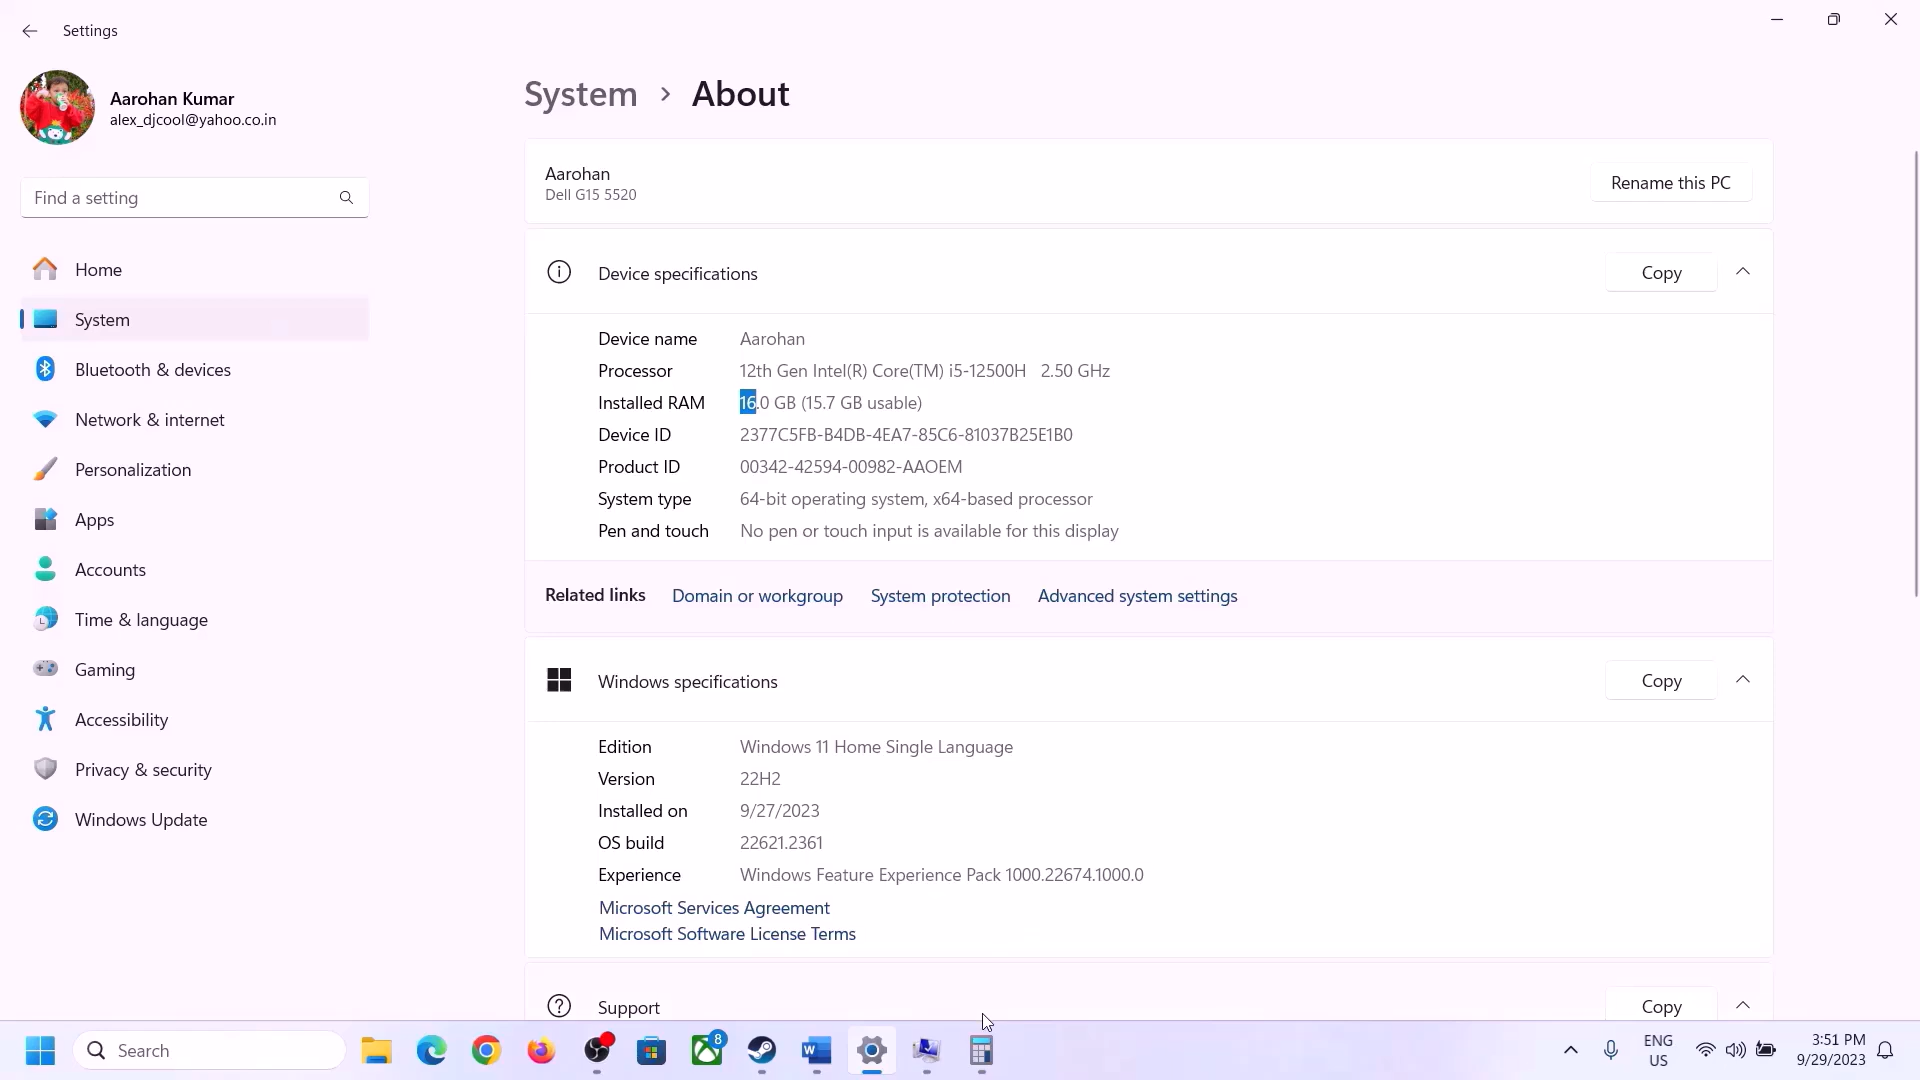 Settings
Aarohan Kumar
alex_djcool@yahoo.co.in
Find a setting
Home
System
Bluetooth & devices
Network & internet
Personalization
Apps
Accounts
Time & language
Gaming
Accessibility
Privacy & security
Windows Update
System > About
Aarohan
Dell G15 5520
Rename this PC
Device specifications
Copy
Device name Aarohan
Processor 12th Gen Intel(R) Core(TM) i5-12500H 2.50 GHz
Installed RAM 16.0 GB (15.7 GB usable)
Device ID 2377C5FB-B4DB-4EA7-85C6-81037B25E1B0
Product ID 00342-42594-00982-AAOEM
System type 64-bit operating system, x64-based processor
Pen and touch No pen or touch input is available for this display
Related links Domain or workgroup System protection Advanced system settings
Windows specifications
Copy
Edition Windows 11 Home Single Language
Version 22H2
Installed on 9/27/2023
OS build 22621.2361
Experience Windows Feature Experience Pack 1000.22674.1000.0
Microsoft Services Agreement
Microsoft Software License Terms
Support
Copy
Search
8
W
ENG
US
3:51 PM
9/29/2023